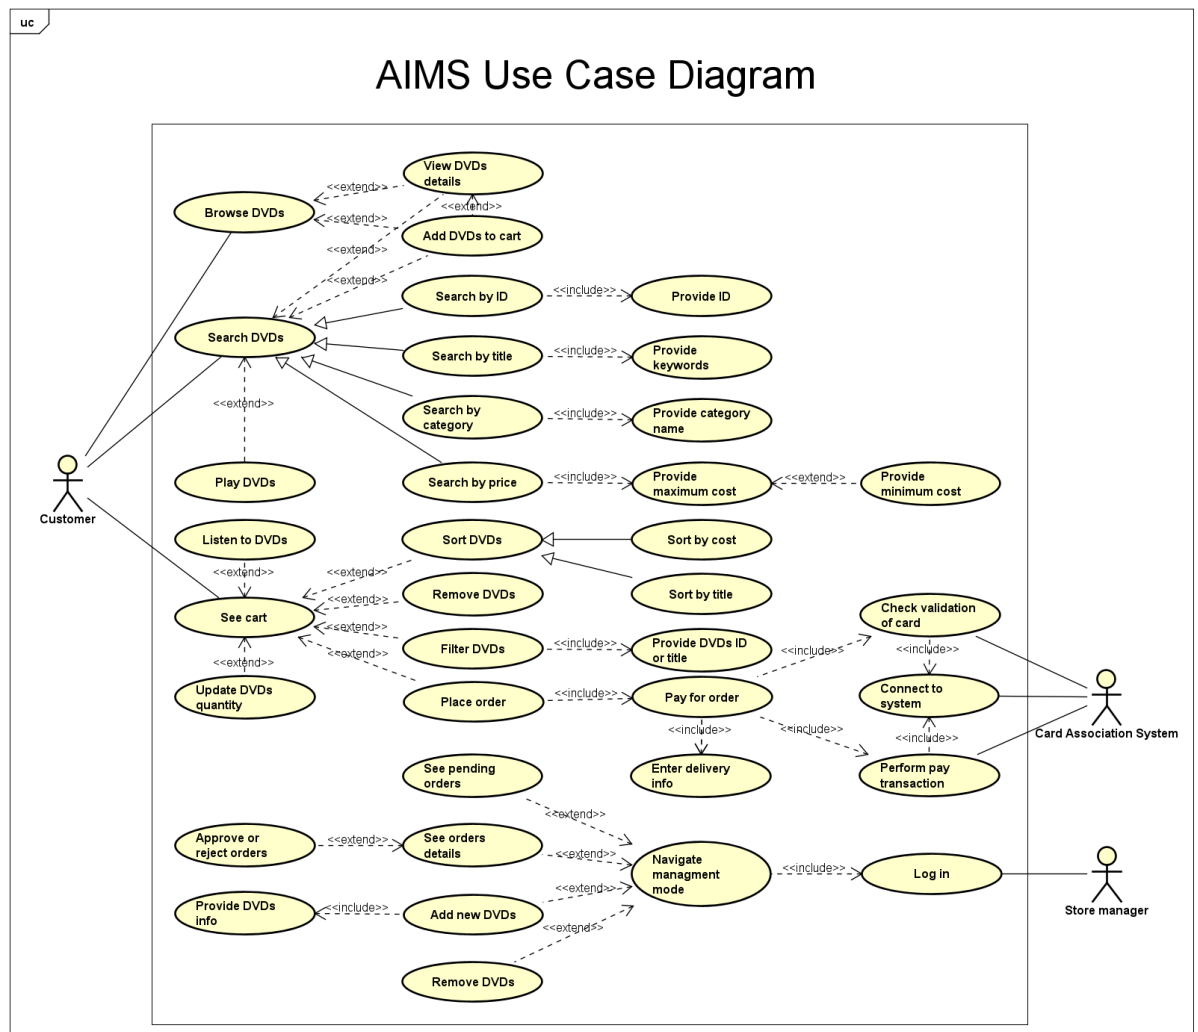 uc
AIMS Use Case Diagram
View DVDs
details
<<extend>>
Browse DVDs
<<extend>>
<<extend>>
Add DVDs to cart
<<extend>>
<<extend>>
Search by ID
<<include>>
Provide ID
Search DVDs
Search by title
<<include>>
Provide
keywords
<<extend>>
Search by
category
<<include>>
Provide category
name
Play DVDs
Search by price
<<include>>
Provide
maximum cost
<<extend>>
Provide
minimum cost
Customer
Listen to DVDs
Sort DVDs
Sort by cost
<<extend>>
<<extend>>
Remove DVDs
Sort by title
See cart
<<extend>>
<<extend>>
Check validation
of card
Filter DVDs
<<include>>
Provide DVDs ID
or title
<<include>>
<<include>>
<<extend>>
<<extend>>
Update DVDs
quantity
Place order
<<include>>
Pay for order
Connect to
system
Card Association System
<<include>>
<<include>>
<<include>>
See pending
orders
Enter delivery
info
Perform pay
transaction
<<extend>>
Approve or
reject orders
<<extend>>
See orders
details
<<extend>>
Navigate
managment
mode
<<include>>
Log in
Store manager
<<extend>>
Provide DVDs
info
<<include>>
Add new DVDs
<<extend>>
Remove DVDs